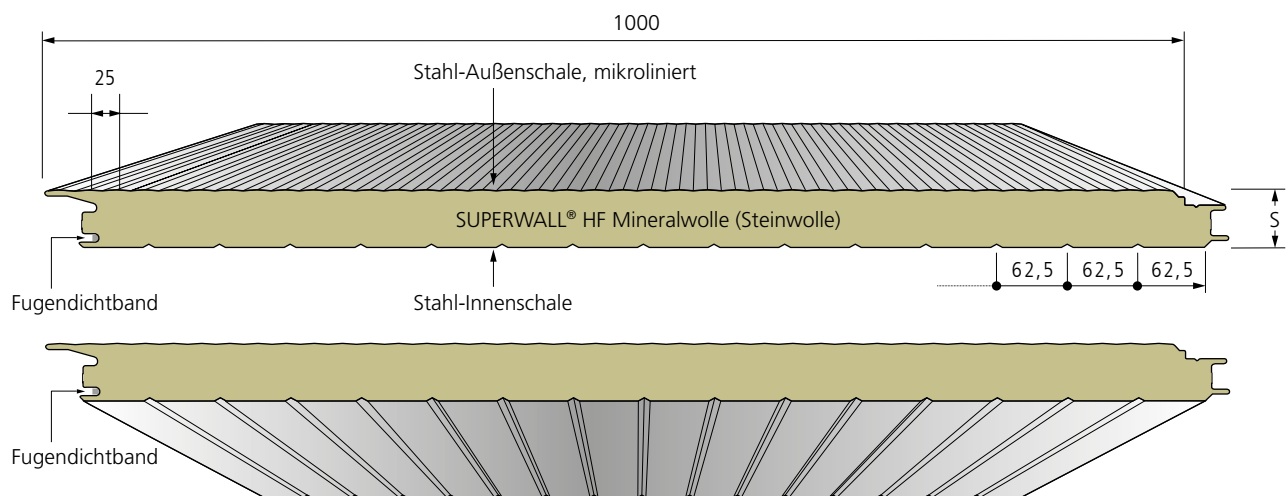 1000
25
Stahl-Außenschale, mikroliniert
SUPERWALL® HF Mineralwolle (Steinwolle)
S
62,5 62,5 62,5
Fugendichtband
Stahl-Innenschale
Fugendichtband